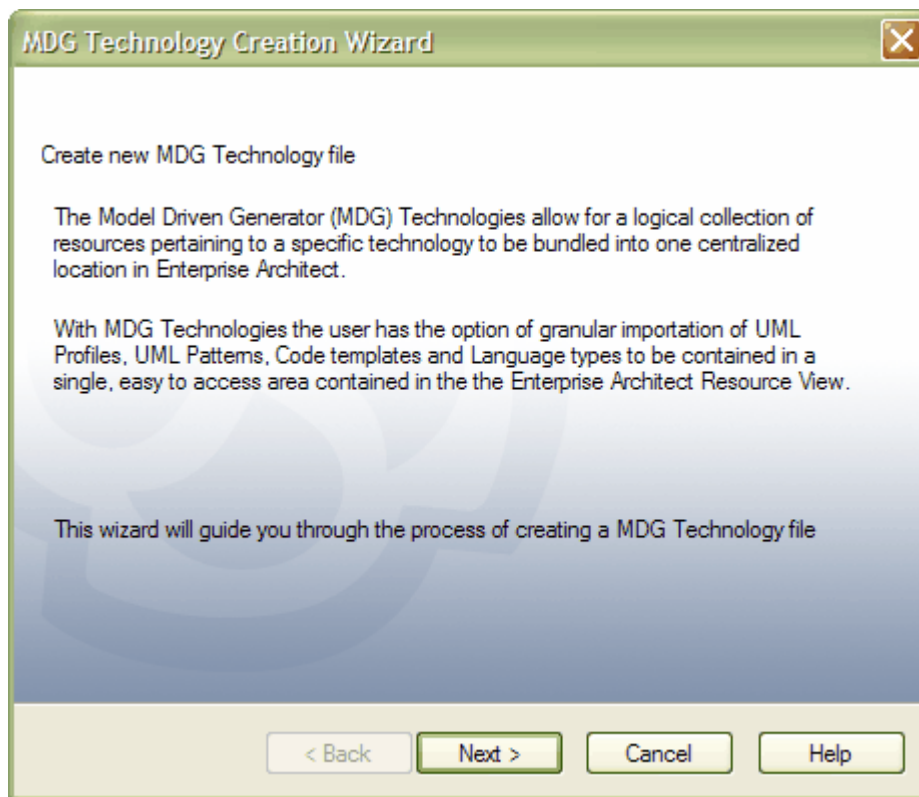 MDG Technology Creation Wizard
Create new MDG Technology file
The Model Driven Generator (MDG) Technologies allow for a logical collection of
resources pertaining to a specific technology to be bundled into one centralized
location in Enterprise Architect.
With MDG Technologies the user has the option of granular importation of UML
Profiles, UML Patterns, Code templates and Language types to be contained in a
single, easy to access area contained in the the Enterprise Architect Resource View.
This wizard will guide you through the process of creating a MDG Technology file
< Back Next > Cancel Help